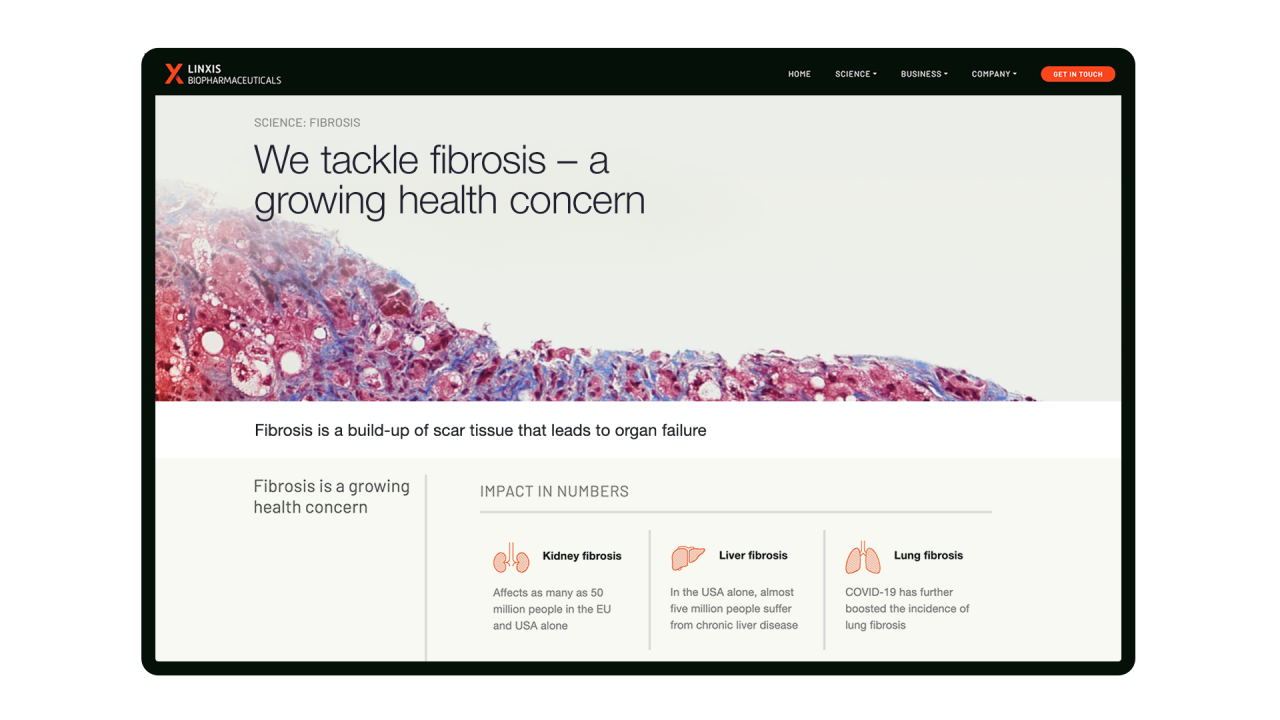 LINXIS
BIOPHARMACEUTICALS
HOME
SCIENCE
BUSINESS
COMPANY
GET IN TOUCH
SCIENCE: FIBROSIS
We tackle fibrosis – a
growing health concern
Fibrosis is a build-up of scar tissue that leads to organ failure
Fibrosis is a growing
health concern
IMPACT IN NUMBERS
Kidney fibrosis
Affects as many as 50
million people in the EU
and USA alone
Liver fibrosis
In the USA alone, almost
five million people suffer
from chronic liver disease
Lung fibrosis
COVID-19 has further
boosted the incidence of
lung fibrosis